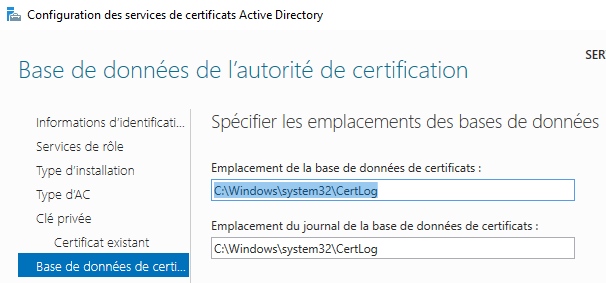 Configuration des services de certificats Active Directory
SER
Base de données de l'autorité de certification
Informations d'identificati...
Services de rôle
Type d'installation
Type d'AC
Clé privée
Certificat existant
Base de données de certi...
Spécifier les emplacements des bases de données
Emplacement de la base de données de certificats :
C:\Windows\system32\CertLog
Emplacement du journal de la base de données de certificats :
C:\Windows\system32\CertLog